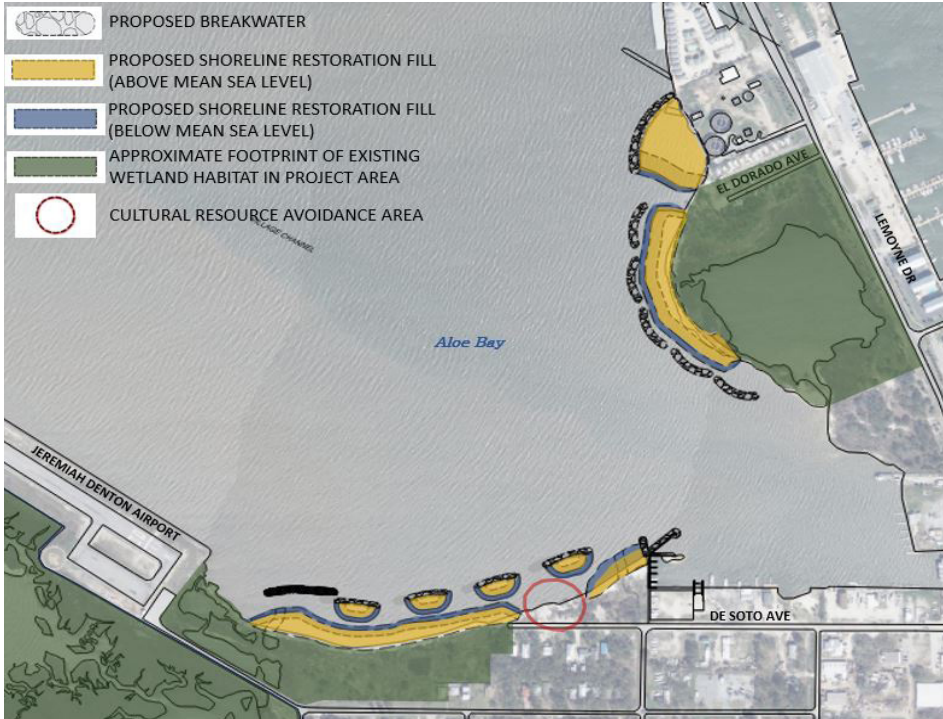 PROPOSED BREAKWATER
PROPOSED SHORELINE RESTORATION FILL
(ABOVE MEAN SEA LEVEL)
PROPOSED SHORELINE RESTORATION FILL
(BELOW MEAN SEA LEVEL)
APPROXIMATE FOOTPRINT OF EXISTING
WETLAND HABITAT IN PROJECT AREA
CULTURAL RESOURCE AVOIDANCE AREA
EL DORADO AVE
LEMOYNE DR
CHANNEL
Aloe Bay
JEREMIAH DENTON AIRPORT
DE SOTO AVE